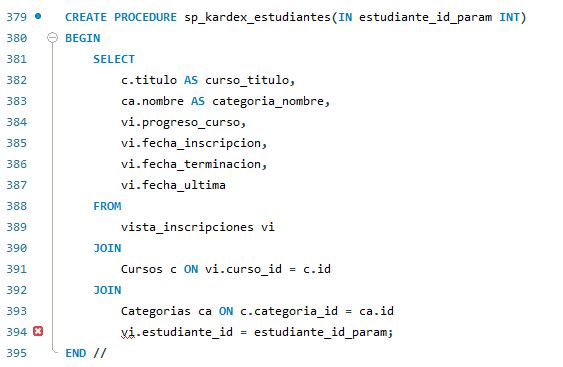 379 CREATE PROCEDURE sp_kardex_estudiantes(IN estudiante_id_param INT)
380 BEGIN
381 SELECT
382 c.titulo AS curso_titulo,
383 ca.nombre AS categoria_nombre,
384 vi.progreso_curso,
385 vi.fecha_inscripcion,
386 vi.fecha_terminacion,
387 vi.fecha_ultima
388 FROM
389 vista_inscripciones vi
390 JOIN
391 Cursos c ON vi.curso_id = c.id
392 JOIN
393 Categorias ca ON c.categoria_id = ca.id
394 vi.estudiante_id = estudiante_id_param;
395 END //